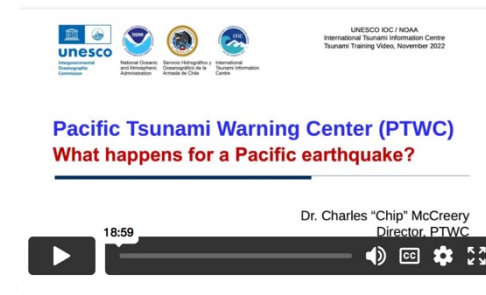 UNESCO IOC / NOAA
International Tsunami Information Centre
Tsunami Training Video, November 2022
unesco
Intergovernmental
Oceanographic
Commission
National Oceanic
and Atmospheric
Administration
Servicio Hidrográfico y
Oceanográfico de la
Armada de Chile
International
Tsunami Information
Centre
Pacific Tsunami Warning Center (PTWC)
What happens for a Pacific earthquake?
Dr. Charles “Chip” McCreery
Director, PTWC
18:59
CC